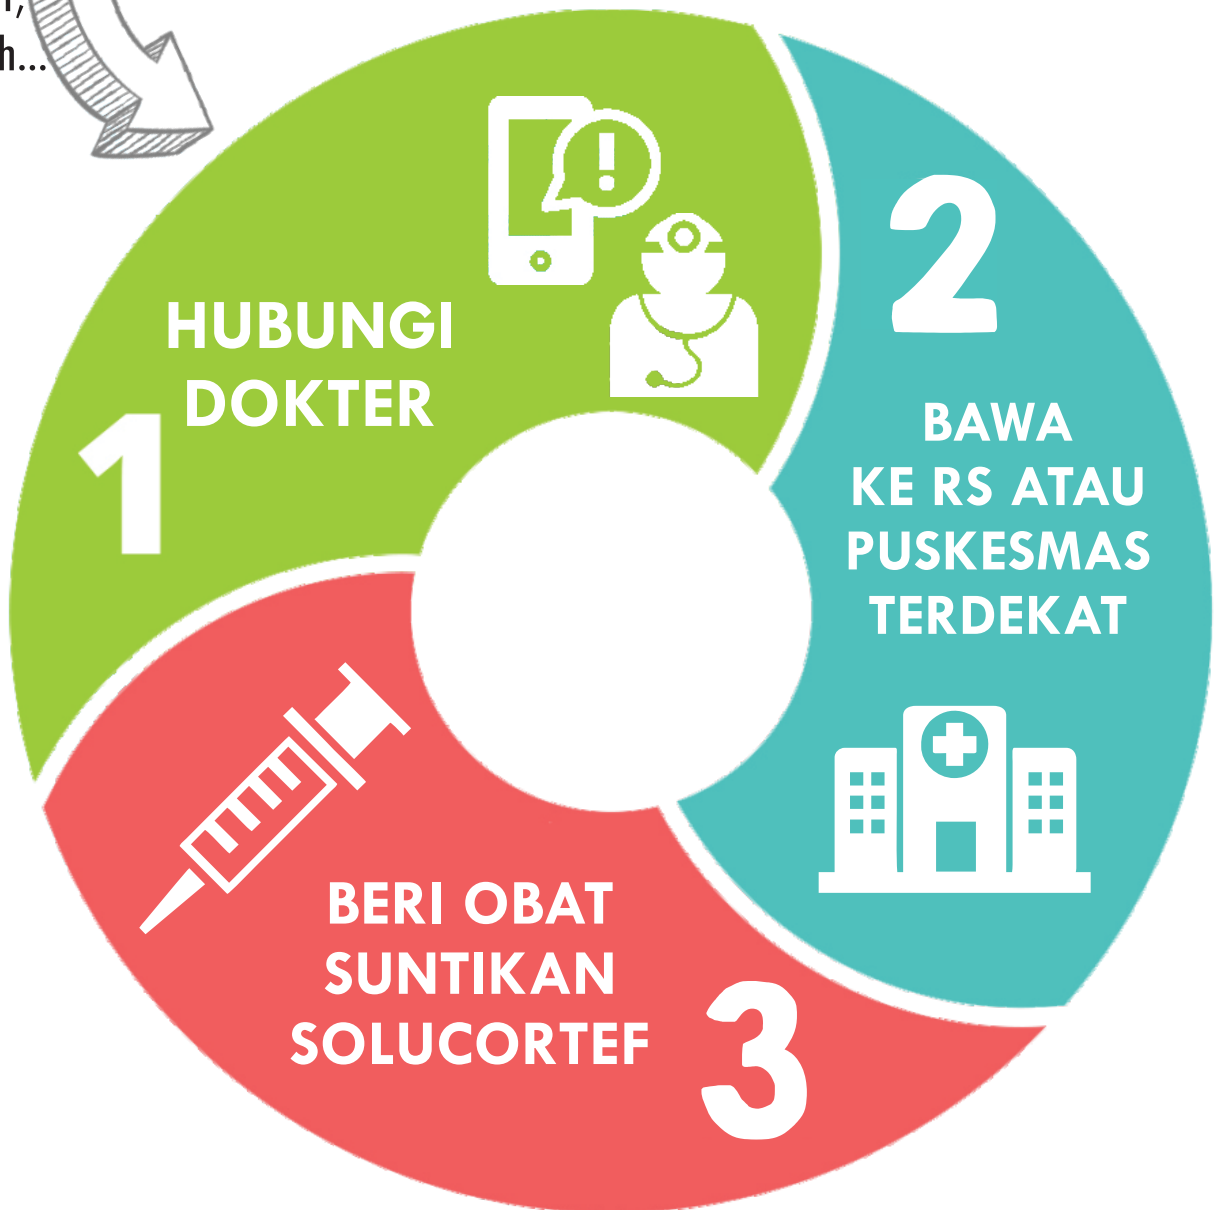 h...
1
HUBUNGI
DOKTER
2
BAWA
KE RS ATAU
PUSKESMAS
TERDEKAT
3
BERI OBAT
SUNTIKAN
SOLUCORTEF